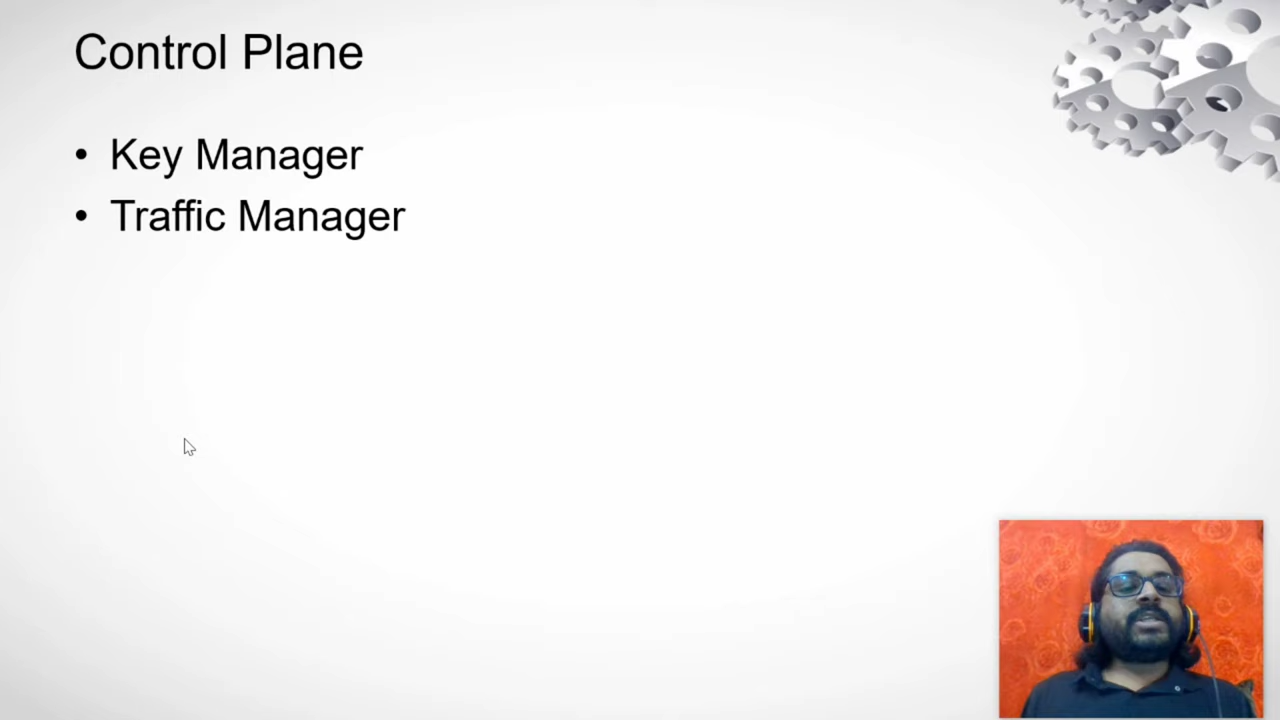 Control Plane
• Key Manager
• Traffic Manager